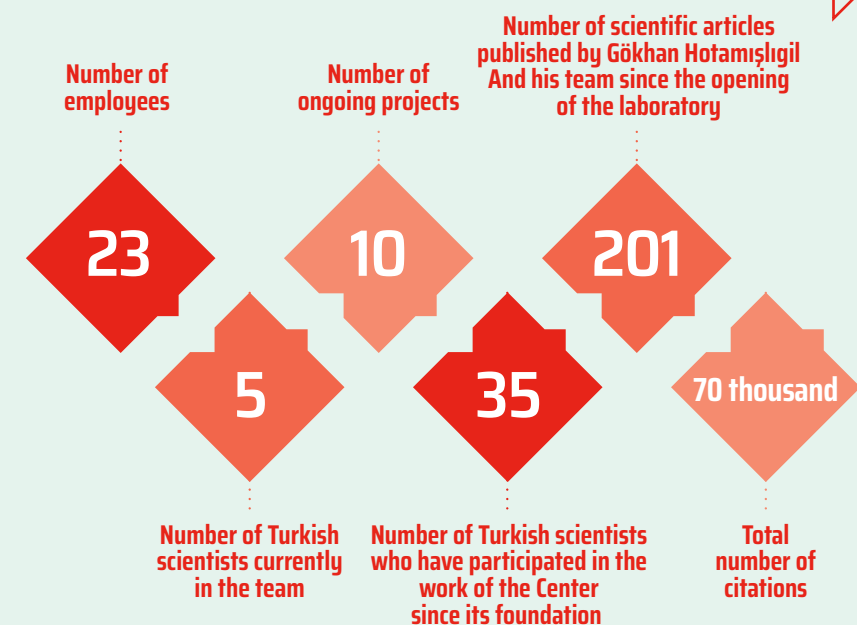 Number of
employees
23
Number of
ongoing projects
10
Number of scientific articles
published by Gökhan Hotamışlıgil
And his team since the opening
of the laboratory
201
5
Number of Turkish
scientists currently
in the team
35
Number of Turkish scientists
who have participated in the
work of the Center
since its foundation
70 thousand
Total
number of
citations